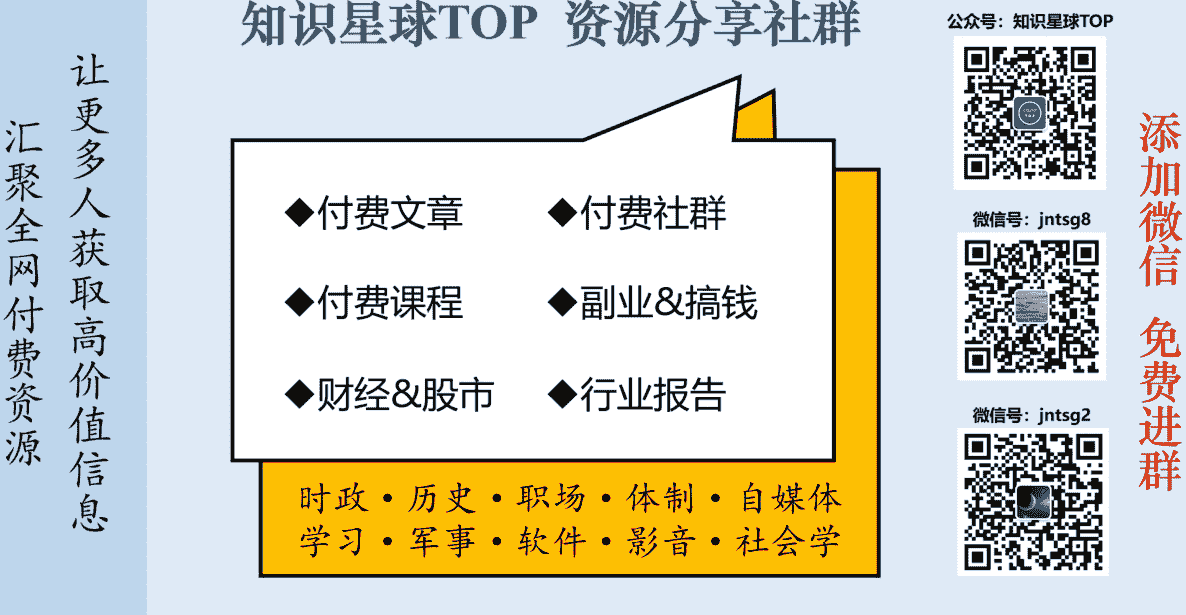 知识星球TOP 资源分享社群
让更多人获取高价值信息
汇聚全网付费资源
◆付费文章
◆付费社群
◆付费课程
◆副业&搞钱
◆财经&股市
◆行业报告
时政·历史·职场·体制·自媒体
学习·军事·软件·影音·社会学
公众号：知识星球TOP
微信号：jntsg8
微信号：jntsg2
添加微信 免费进群